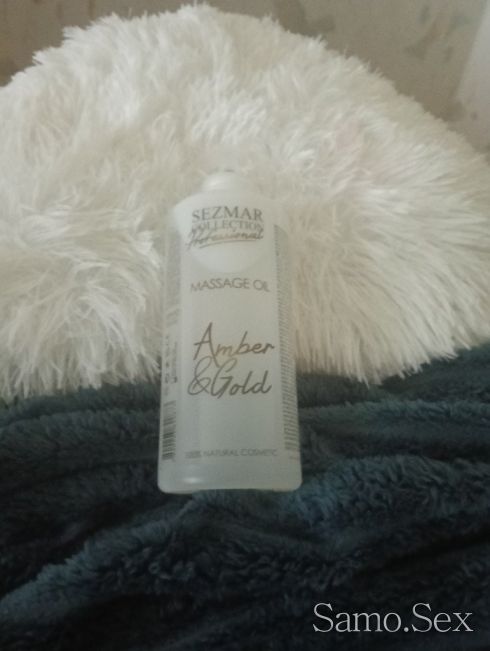 SEZMAR
COLLECTION
Professional
MASSAGE OIL
Amber
& Gold
100% NATURAL COSMETIC
Samo.Sex